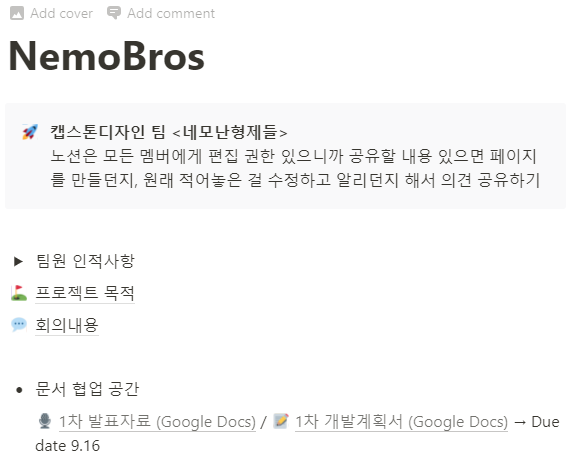 Add cover Add comment
NemoBros
캡스톤디자인 팀 <네모난형제들>
노션은 모든 멤버에게 편집 권한 있으니까 공유할 내용 있으면 페이지
를 만들던지, 원래 적어놓은 걸 수정하고 알리던지 해서 의견 공유하기
팀원 인적사항
프로젝트 목적
회의내용
문서 협업 공간
1차 발표자료 (Google Docs) / 1차 개발계획서 (Google Docs) → Due
date 9.16